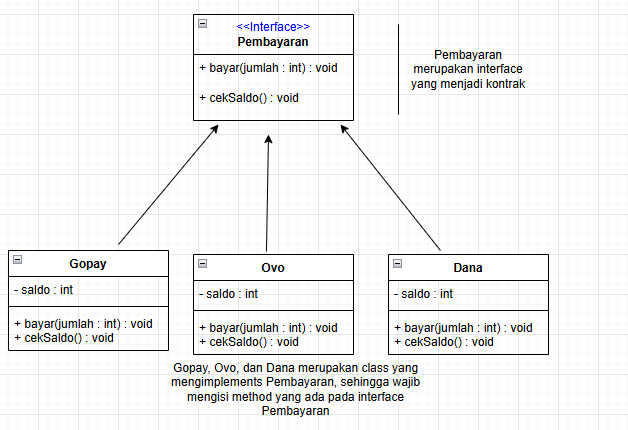 <<Interface>>
Pembayaran
+ bayar(jumlah : int) : void
+ cekSaldo() : void
Pembayaran
merupakan interface
yang menjadi kontrak
Gopay
- saldo : int
+ bayar(jumlah : int) : void
+ cekSaldo() : void
Ovo
- saldo : int
+ bayar(jumlah : int) : void
+ cekSaldo() : void
Dana
- saldo : int
+ bayar(jumlah : int) : void
+ cekSaldo() : void
Gopay, Ovo, dan Dana merupakan class yang
mengimplements Pembayaran, sehingga wajib
mengisi method yang ada pada interface
Pembayaran